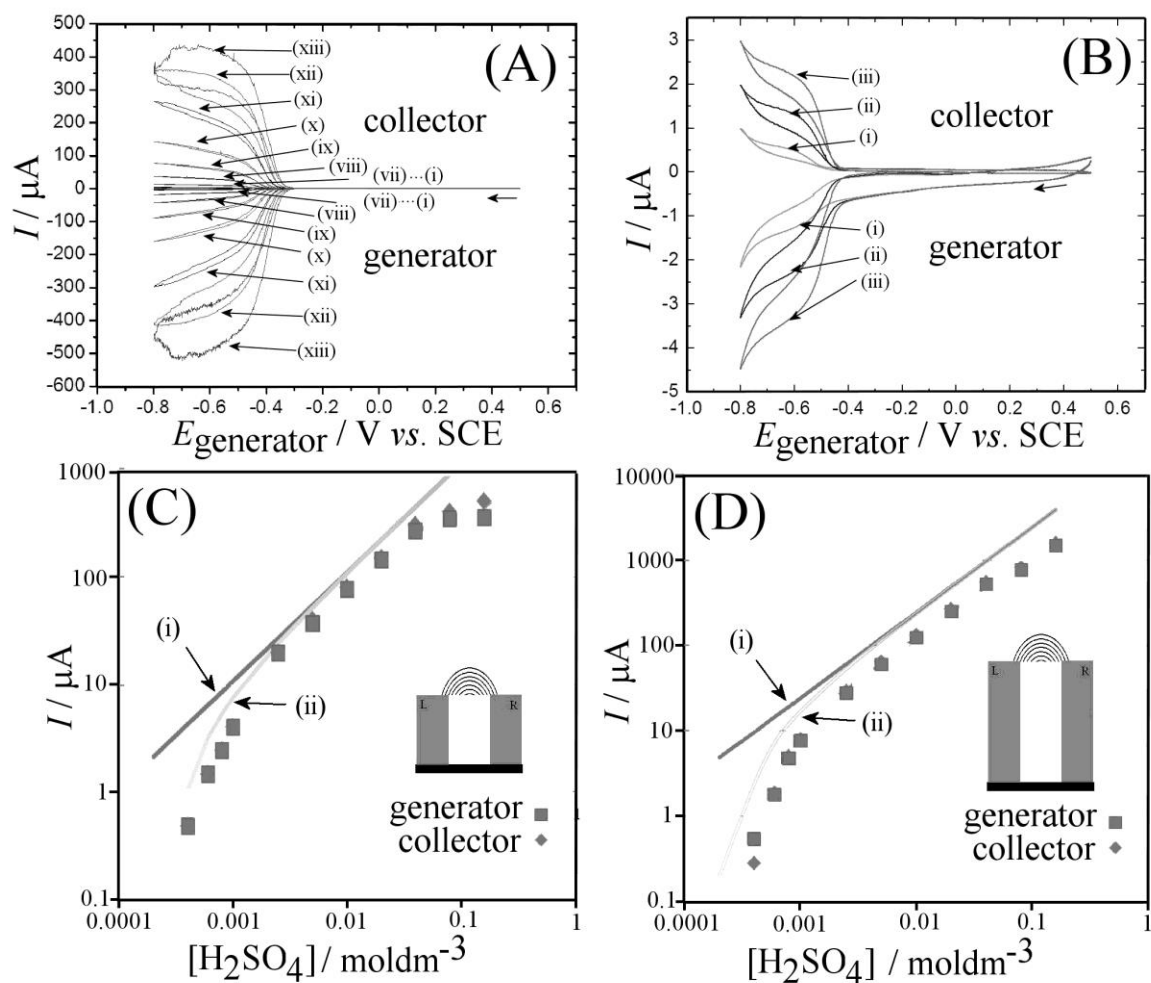 (A)
500
400
300
200
100
0
-100
-200
-300
-400
-500
-600
I / μA
(xiii)
(xii)
(xi)
(x)
(ix)
(viii)
(vii)···(i)
collector
(vii)···(i)
(viii)
(ix)
(x)
(xi)
(xii)
(xiii)
generator
-1.0 -0.8 -0.6 -0.4 -0.2 0.0 0.2 0.4 0.6
Egenerator / V vs. SCE
(B)
3
2
1
0
-1
-2
-3
-4
-5
I / μA
(iii)
(ii)
(i)
collector
(i)
(ii)
(iii)
generator
-1.0 -0.8 -0.6 -0.4 -0.2 0.0 0.2 0.4 0.6
Egenerator / V vs. SCE
(C)
1000
100
10
1
0.1
I / μA
(i)
(ii)
L R
generator
collector
0.0001 0.001 0.01 0.1 1
[H2SO4] / moldm-3
(D)
10000
1000
100
10
1
0.1
I / μA
(i)
(ii)
L R
generator
collector
0.0001 0.001 0.01 0.1 1
[H2SO4] / moldm-3